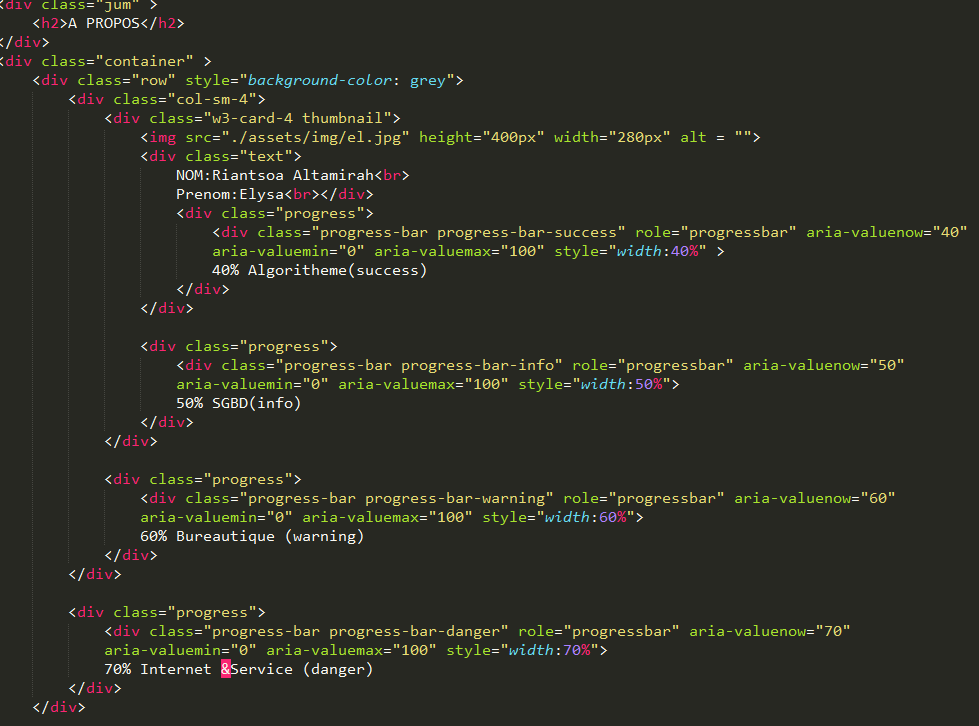 <div class="jum" >
<h2>A PROPOS</h2>
</div>
<div class="container" >
<div class="row" style="background-color: grey">
<div class="col-sm-4">
<div class="w3-card-4 thumbnail">
<img src="./assets/img/el.jpg" height="400px" width="280px" alt = "">
<div class="text">
NOM:Riantsoa Altamirah<br>
Prenom:Elysa<br></div>
<div class="progress">
<div class="progress-bar progress-bar-success" role="progressbar" aria-valuenow="40"
aria-valuemin="0" aria-valuemax="100" style="width:40%" >
40% Algoritheme(success)
</div>
</div>
<div class="progress">
<div class="progress-bar progress-bar-info" role="progressbar" aria-valuenow="50"
aria-valuemin="0" aria-valuemax="100" style="width:50%">
50% SGBD(info)
</div>
</div>
<div class="progress">
<div class="progress-bar progress-bar-warning" role="progressbar" aria-valuenow="60"
aria-valuemin="0" aria-valuemax="100" style="width:60%">
60% Bureautique (warning)
</div>
</div>
<div class="progress">
<div class="progress-bar progress-bar-danger" role="progressbar" aria-valuenow="70"
aria-valuemin="0" aria-valuemax="100" style="width:70%">
70% Internet &Service (danger)
</div>
</div>